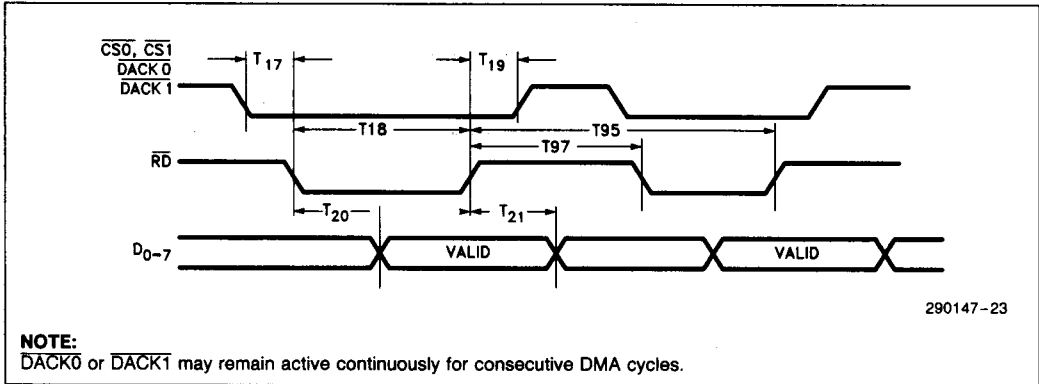 CS0, CS1
DACK 0
DACK 1
T17
T19
T18
T95
T97
RD
T20
T21
D0–7
VALID
VALID
290147–23
NOTE:
DACK0 or DACK1 may remain active continuously for consecutive DMA cycles.